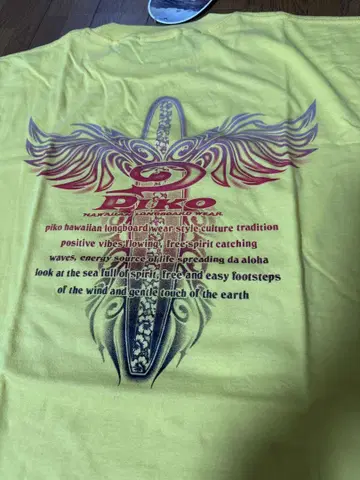 Piko
HAWAIIAN LONGBOARD WEAR
piko hawaiian longboard wear style culture tradition
positive vibes flowing, free spirit catching
waves, energy source of life spreading da aloha
look at the sea full of spirit, free and easy footsteps
of the wind and gentle touch of the earth